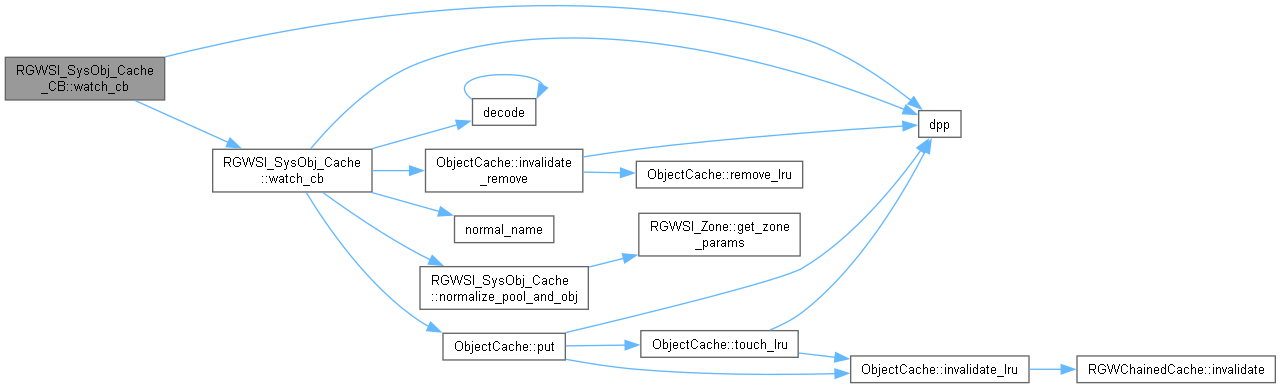 RGWSI_SysObj_Cache
_CB::watch_cb
RGWSI_SysObj_Cache
::watch_cb
decode
ObjectCache::invalidate
_remove
normal_name
RGWSI_SysObj_Cache
::normalize_pool_and_obj
ObjectCache::put
ObjectCache::remove_lru
RGWSI_Zone::get_zone
_params
ObjectCache::touch_lru
dpp
ObjectCache::invalidate_lru
RGWChainedCache::invalidate